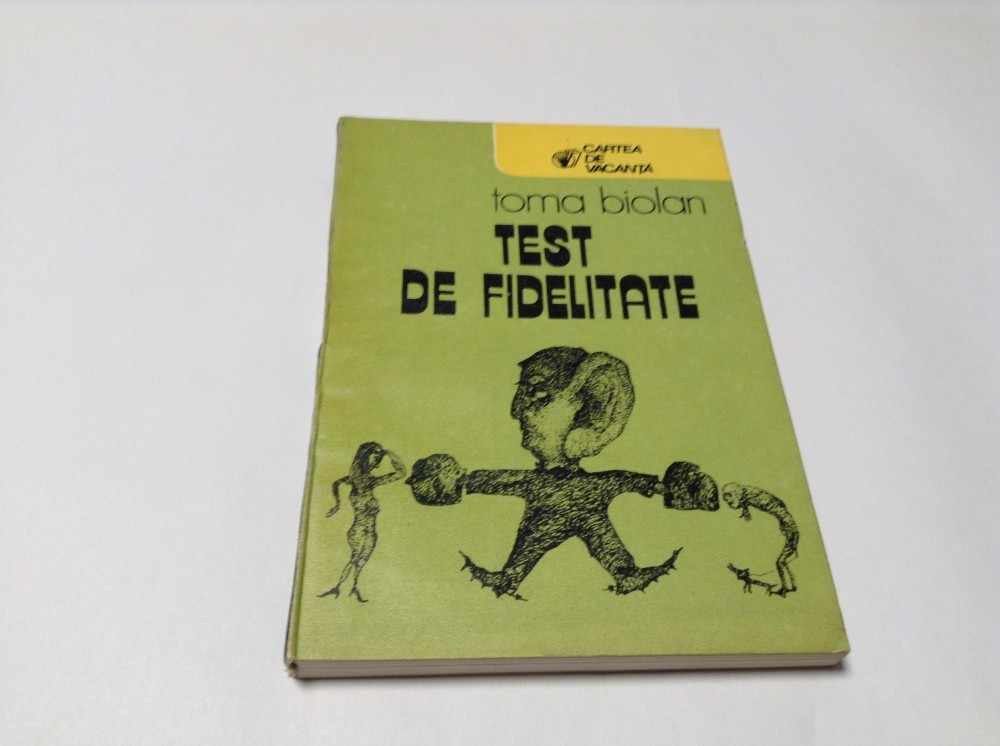 CARTEA
DE
VACANȚĂ
toma biolan
TEST
DE FIDELITATE